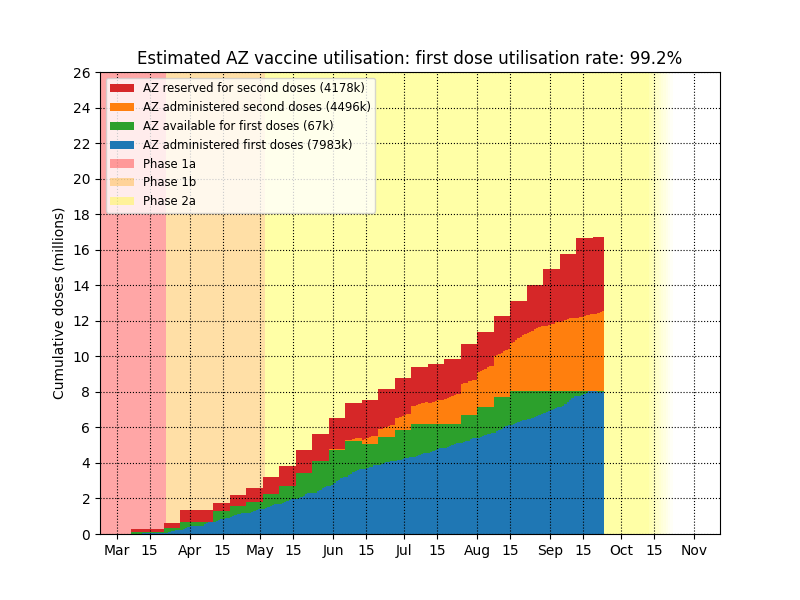 Estimated AZ vaccine utilisation: first dose utilisation rate: 99.2%
26
24
22
20
18
16
14
12
10
8
6
4
2
0
Cumulative doses (millions)
AZ reserved for second doses (4178k)
AZ administered second doses (4496k)
AZ available for first doses (67k)
AZ administered first doses (7983k)
Phase 1a
Phase 1b
Phase 2a
Mar 15 Apr 15 May 15 Jun 15 Jul 15 Aug 15 Sep 15 Oct 15 Nov